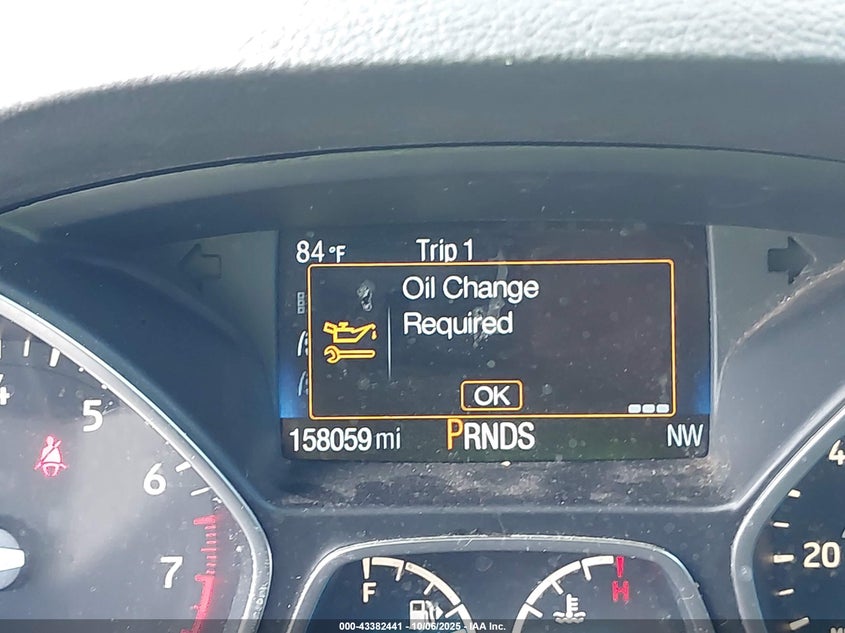 84°F Trip 1
Oil Change
Required
OK
158059 mi PRNDS NW
4
5
6
7
F
H
4
20
000-43382441 - 10/06/2025 - IAA Inc.